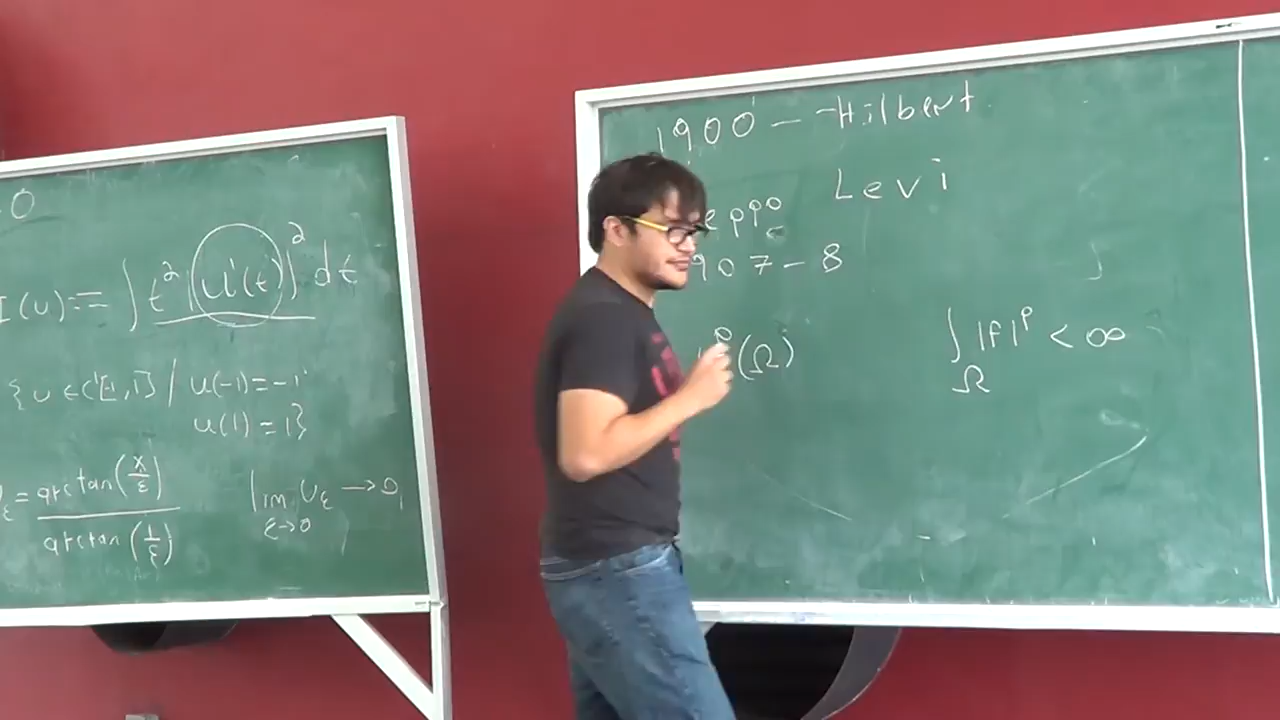 0
I(u) := ∫ t² |u'(t)|² dt
{u ∈ C'[-1,1] / u(-1) = -1
u(1) = 1}
ε = arctan(x/ε) / arctan(1/ε)
lim ε→0 Uε →
1900 - Hilbert
eppo Levi
907-8
p(Ω)
∫Ω |f|^p < ∞